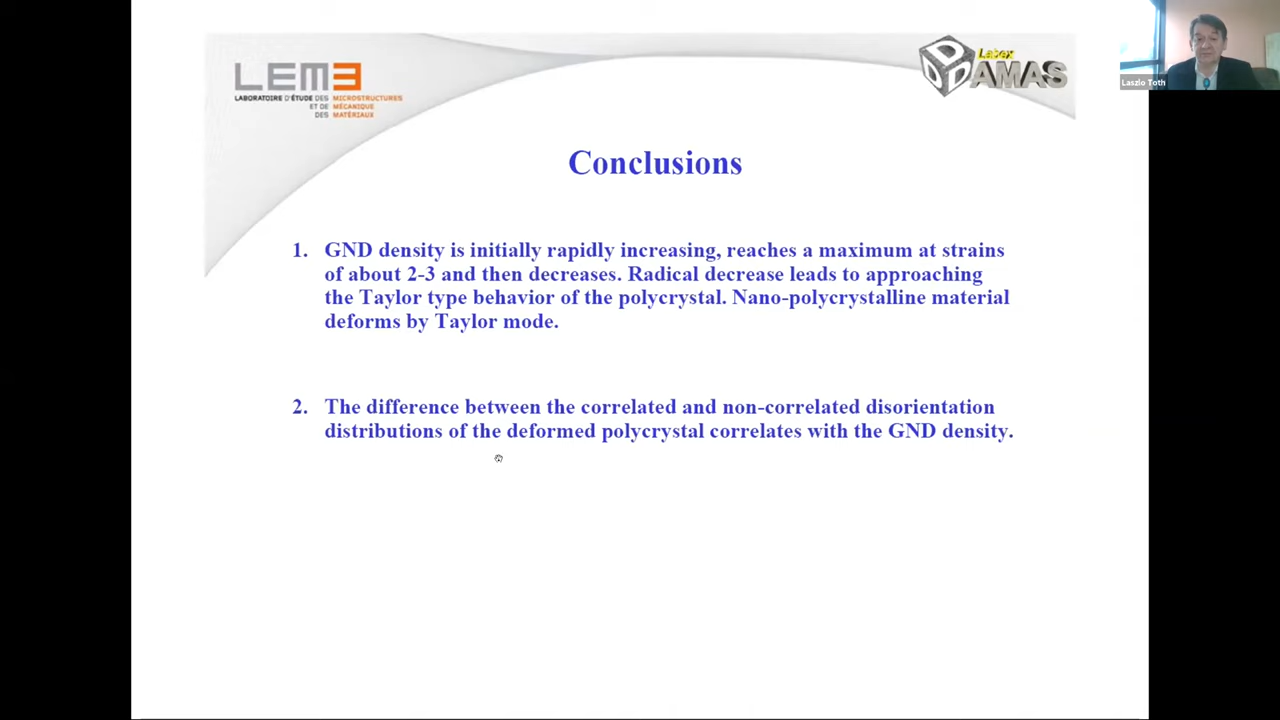 LEM3
LABORATOIRE D'ÉTUDE DES MICROSTRUCTURES
ET DE MÉCANIQUE
DES MATÉRIAUX
Labex
DAMAS
Laszlo Toth
Conclusions
1. GND density is initially rapidly increasing, reaches a maximum at strains
of about 2-3 and then decreases. Radical decrease leads to approaching
the Taylor type behavior of the polycrystal. Nano-polycrystalline material
deforms by Taylor mode.
2. The difference between the correlated and non-correlated disorientation
distributions of the deformed polycrystal correlates with the GND density.